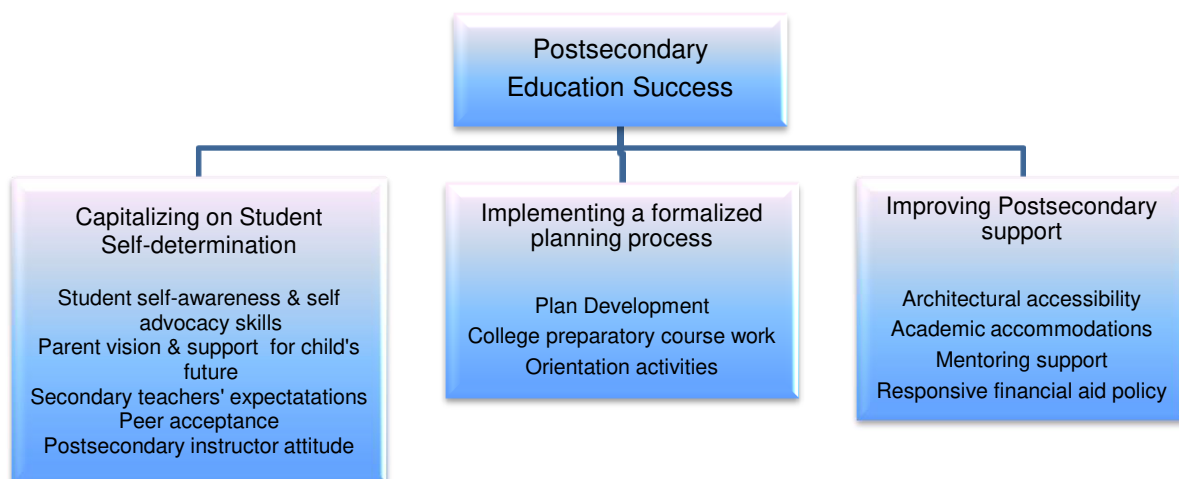 Postsecondary
Education Success
Capitalizing on Student
Self-determination
Student self-awareness & self
advocacy skills
Parent vision & support for child's
future
Secondary teachers' expectatations
Peer acceptance
Postsecondary instructor attitude
Implementing a formalized
planning process
Plan Development
College preparatory course work
Orientation activities
Improving Postsecondary
support
Architectural accessibility
Academic accommodations
Mentoring support
Responsive financial aid policy